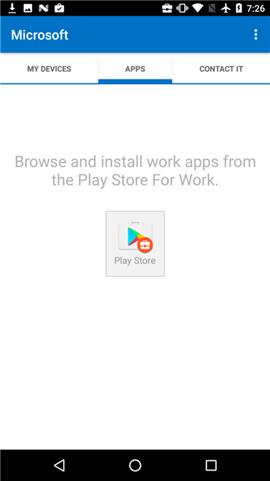 7:26
Microsoft
MY DEVICES
APPS
CONTACT IT
Browse and install work apps from
the Play Store For Work.
Play Store